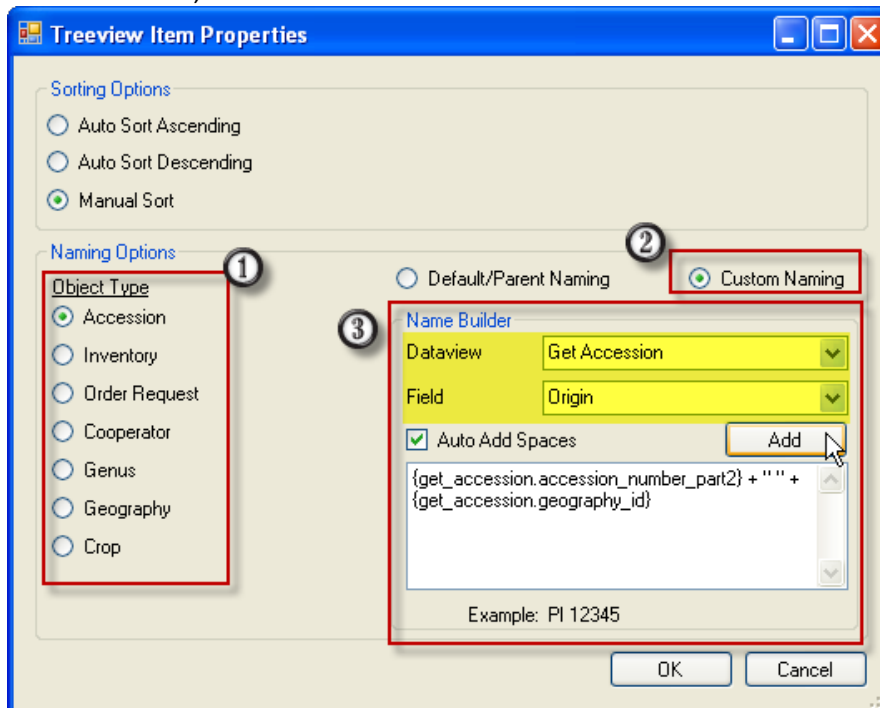 Treeview Item Properties
Sorting Options
Auto Sort Ascending
Auto Sort Descending
Manual Sort
Naming Options
1
2
Object Type
Default/Parent Naming
Custom Naming
Accession
3
Name Builder
Inventory
Dataview
Get Accession
Order Request
Field
Origin
Cooperator
Auto Add Spaces
Add
Genus
{get_accession.accession_number_part2} + " " +
{get_accession.geography_id}
Geography
Crop
Example: PI 12345
OK
Cancel